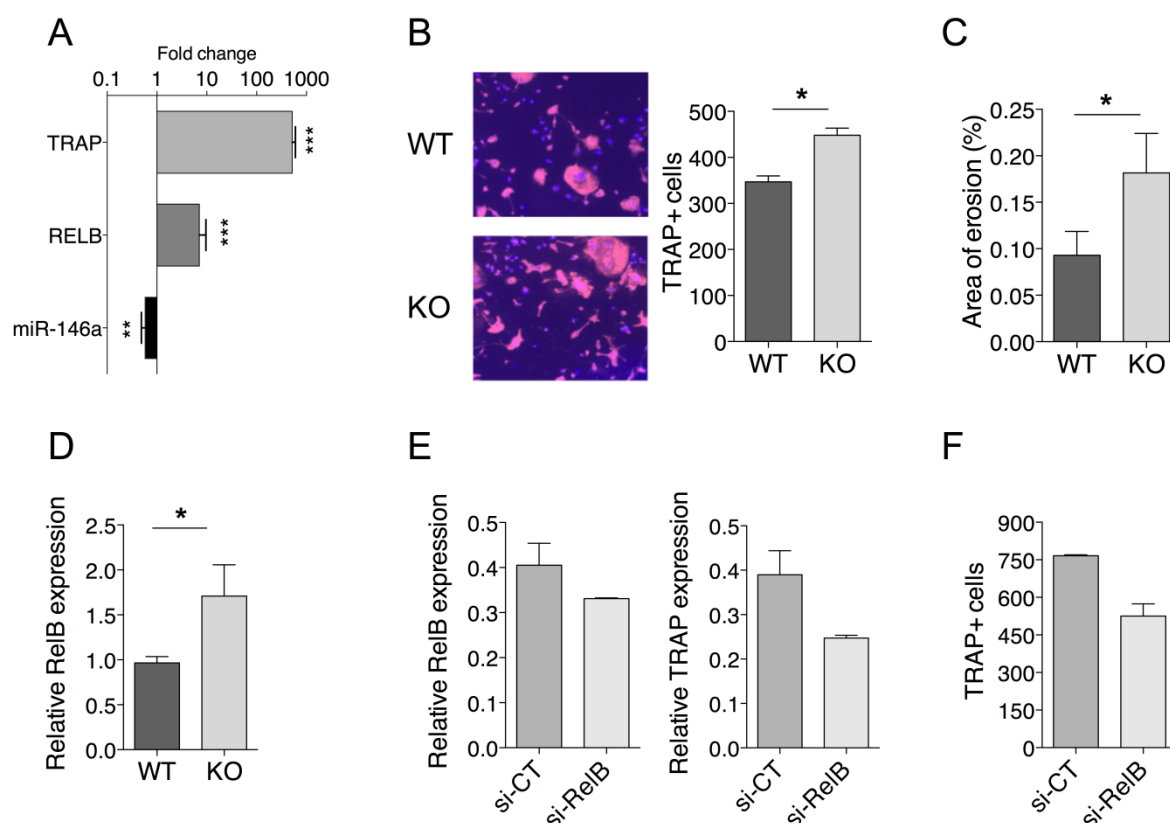 A
Fold change
0.1 1 10 100 1000
TRAP
***
RELB
***
miR-146a
**
B
WT
KO
TRAP+ cells
500
400
300
200
100
0
*
WT KO
C
Area of erosion (%)
0.25
0.20
0.15
0.10
0.05
0.00
*
WT KO
D
Relative RelB expression
2.5
2.0
1.5
1.0
0.5
0.0
*
WT KO
E
Relative RelB expression
0.5
0.4
0.3
0.2
0.1
0.0
si-CT si-RelB
Relative TRAP expression
0.5
0.4
0.3
0.2
0.1
0.0
si-CT si-RelB
F
TRAP+ cells
900
750
600
450
300
150
0
si-CT si-RelB